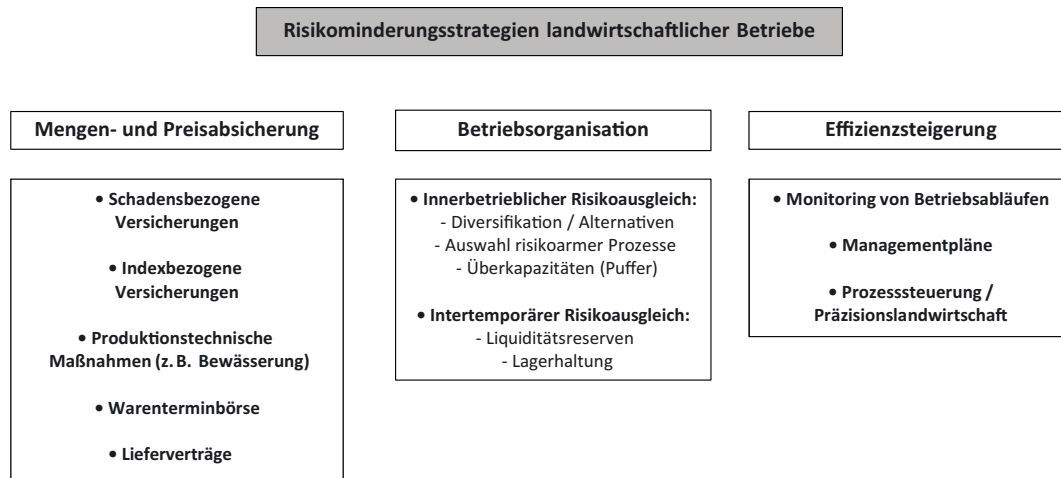 Risikominderungsstrategien landwirtschaftlicher Betriebe
Mengen- und Preisabsicherung
• Schadensbezogene
Versicherungen
• Indexbezogene
Versicherungen
• Produktionstechnische
Maßnahmen (z. B. Bewässerung)
• Warenterminbörse
• Lieferverträge
Betriebsorganisation
• Innerbetrieblicher Risikoausgleich:
- Diversifikation / Alternativen
- Auswahl risikoarmer Prozesse
- Überkapazitäten (Puffer)
• Intertemporärer Risikoausgleich:
- Liquiditätsreserven
- Lagerhaltung
Effizienzsteigerung
• Monitoring von Betriebsabläufen
• Managementpläne
• Prozesssteuerung /
Präzisionslandwirtschaft